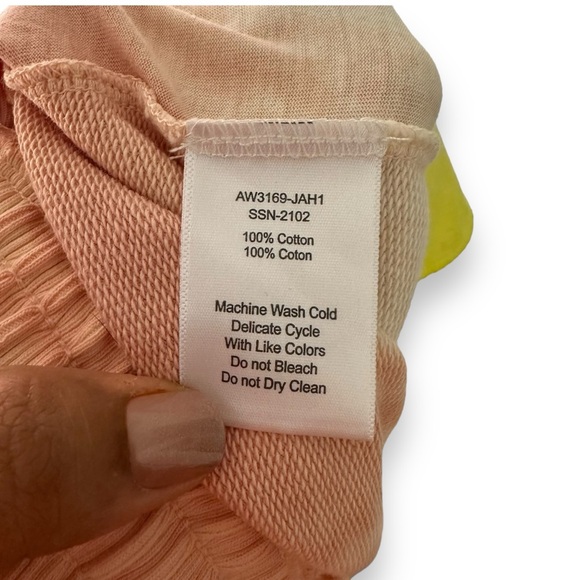 AW3169-JAH1
SSN-2102
100% Cotton
100% Coton
Machine Wash Cold
Delicate Cycle
With Like Colors
Do not Bleach
Do not Dry Clean